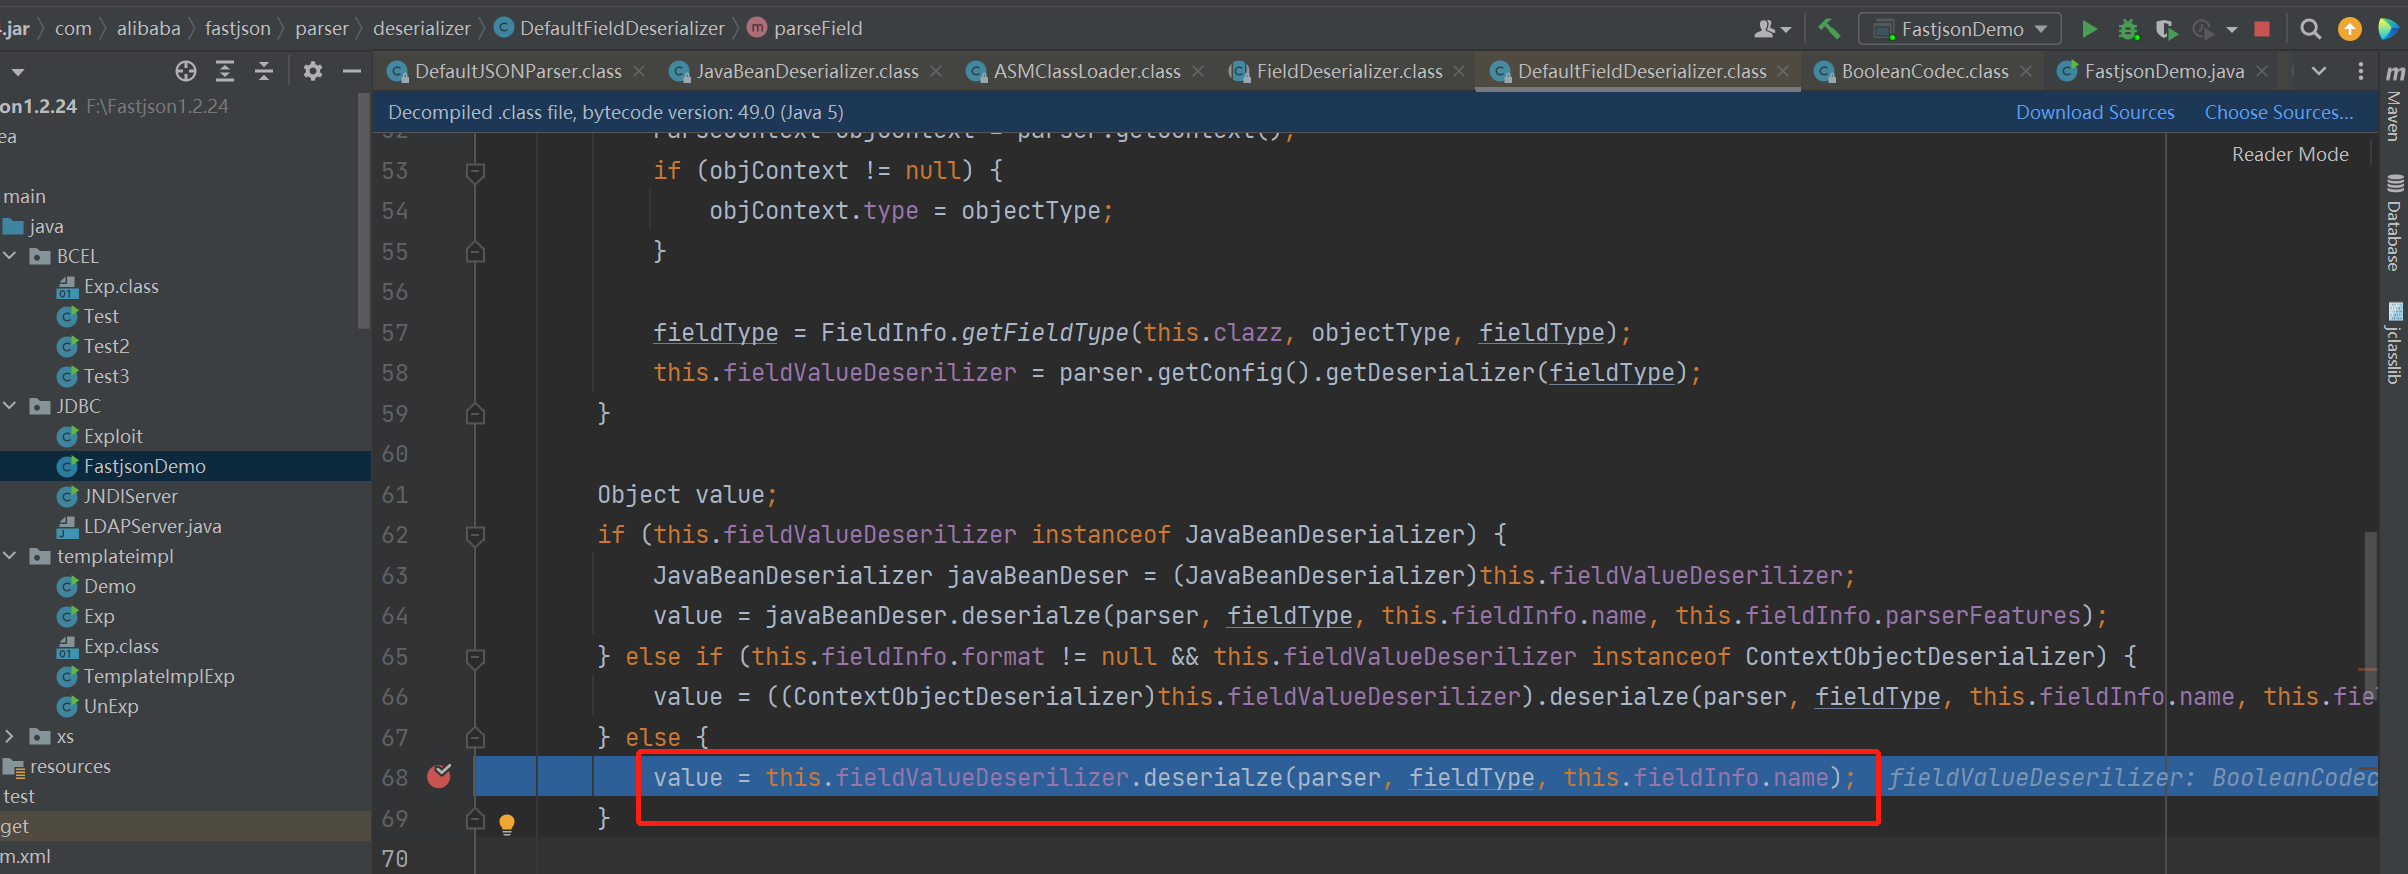 .jar com alibaba fastjson parser deserializer DefaultFieldDeserializer parseField FastjsonDemo
DefaultJSONParser.class JavaBeanDeserializer.class ASMClassLoader.class FieldDeserializer.class DefaultFieldDeserializer.class BooleanCodec.class FastjsonDemo.java
Decompiled .class file, bytecode version: 49.0 (Java 5) Download Sources Choose Sources...
Reader Mode
on1.2.24 F:\Fastjson1.2.24
ea
main
java
BCEL
Exp.class
Test
Test2
Test3
JDBC
Exploit
FastjsonDemo
JNDIServer
LDAPServer.java
templateimpl
Demo
Exp
Exp.class
TemplateImplExp
UnExp
xs
resources
test
get
m.xml
52 ParseContext objContext = parser.getContext();
53 if (objContext != null) {
54 objContext.type = objectType;
55 }
56
57 fieldType = FieldInfo.getFieldType(this.clazz, objectType, fieldType);
58 this.fieldValueDeserilizer = parser.getConfig().getDeserializer(fieldType);
59 }
60
61 Object value;
62 if (this.fieldValueDeserilizer instanceof JavaBeanDeserializer) {
63 JavaBeanDeserializer javaBeanDeser = (JavaBeanDeserializer)this.fieldValueDeserilizer;
64 value = javaBeanDeser.deserialze(parser, fieldType, this.fieldInfo.name, this.fieldInfo.parserFeatures);
65 } else if (this.fieldInfo.format != null && this.fieldValueDeserilizer instanceof ContextObjectDeserializer) {
66 value = ((ContextObjectDeserializer)this.fieldValueDeserilizer).deserialze(parser, fieldType, this.fieldInfo.name, this.fie
67 } else {
68 value = this.fieldValueDeserilizer.deserialze(parser, fieldType, this.fieldInfo.name); fieldValueDeserilizer: BooleanCodec
69 }
70
m Maven
Database
jclasslib